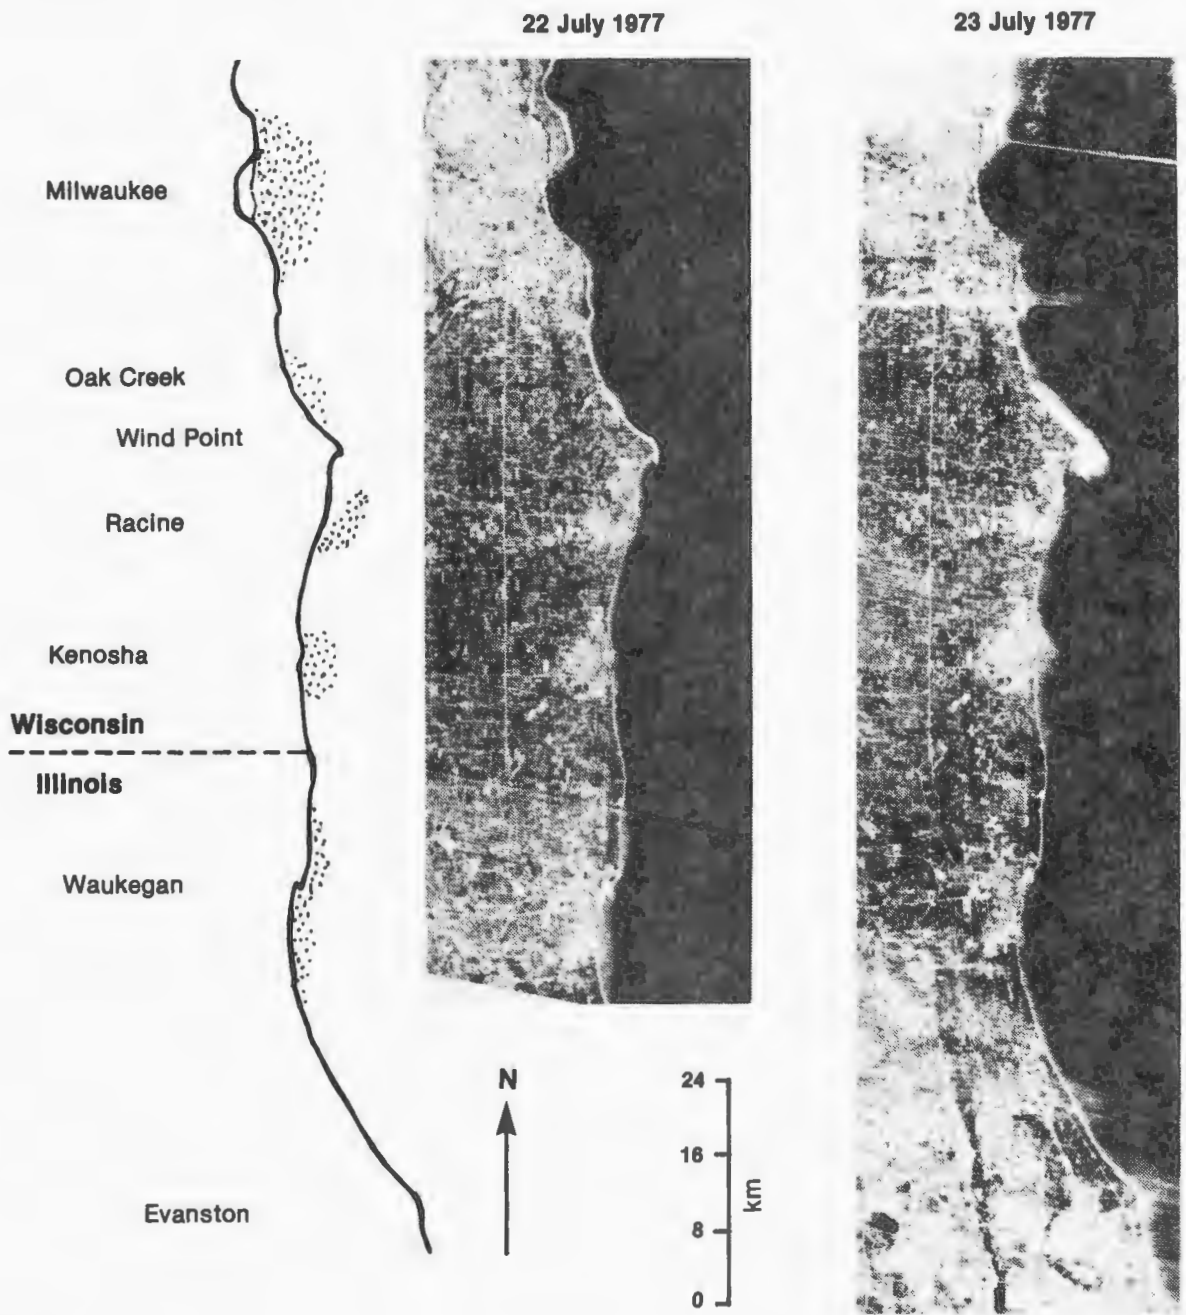 22 July 1977
23 July 1977
Milwaukee
Oak Creek
Wind Point
Racine
Kenosha
Wisconsin
Illinois
Waukegan
Evanston
N
24
16
8
0
km